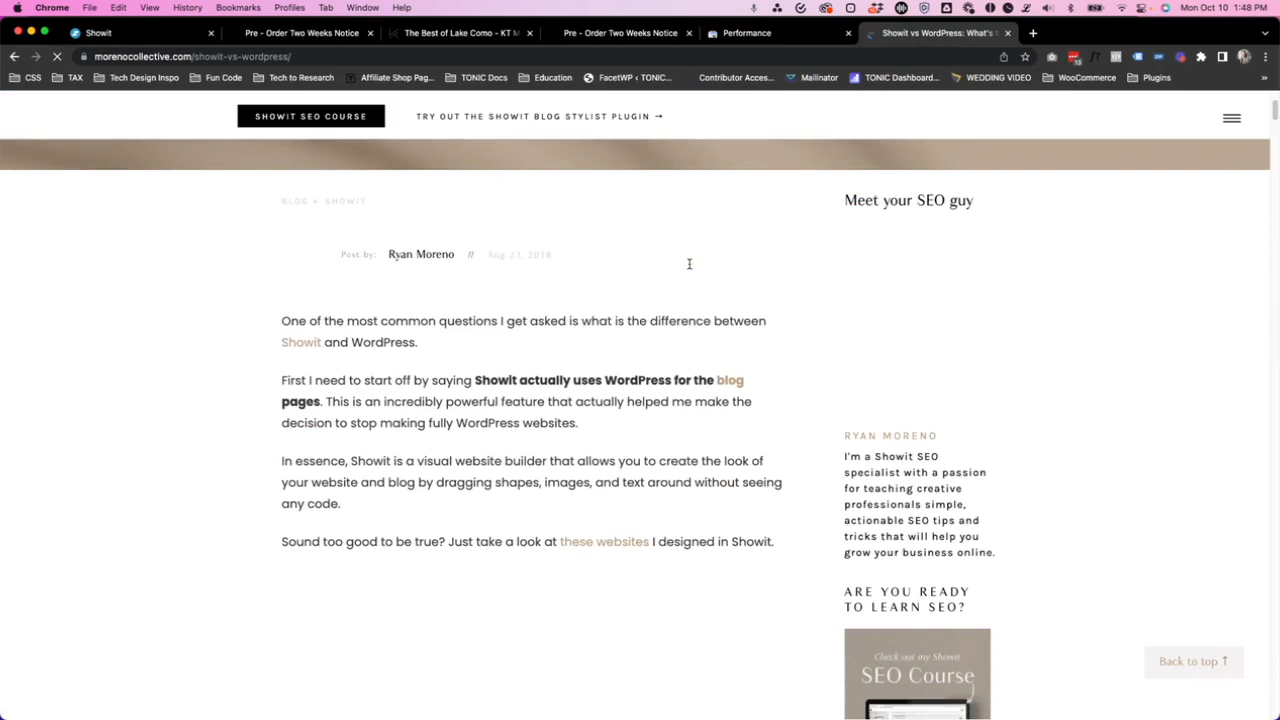 Chrome File Edit View History Bookmarks Profiles Tab Window Help Mon Oct 10 1:48 PM
Showit Pre - Order Two Weeks Notice The Best of Lake Como - KT M Pre - Order Two Weeks Notice Performance Showit vs WordPress: What's
morenocollective.com/showit-vs-wordpress/
CSS TAX Tech Design Inspo Fun Code Tech to Research Affiliate Shop Pag... TONIC Docs Education FacetWP ‹ TONIC... Contributor Acces... Mailinator TONIC Dashboard... WEDDING VIDEO WooCommerce Plugins »
SHOWIT SEO COURSE TRY OUT THE SHOWIT BLOG STYLIST PLUGIN →
BLOG » SHOWIT
Post by: Ryan Moreno // Aug 23, 2018
One of the most common questions I get asked is what is the difference between
Showit and WordPress.
First I need to start off by saying Showit actually uses WordPress for the blog
pages. This is an incredibly powerful feature that actually helped me make the
decision to stop making fully WordPress websites.
In essence, Showit is a visual website builder that allows you to create the look of
your website and blog by dragging shapes, images, and text around without seeing
any code.
Sound too good to be true? Just take a look at these websites I designed in Showit.
Meet your SEO guy
RYAN MORENO
I'm a Showit SEO
specialist with a passion
for teaching creative
professionals simple,
actionable SEO tips and
tricks that will help you
grow your business online.
ARE YOU READY
TO LEARN SEO?
Check out my Showit
SEO Course
Back to top ↑